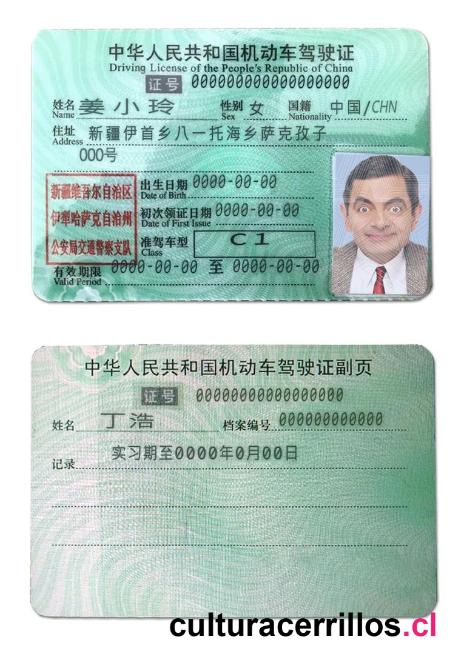 中华人民共和国机动车驾驶证
Driving License of the People's Republic of China
证号 000000000000000000
姓名 姜小玲 性别 女 国籍 中国/CHN
Name Sex Nationality
住址 新疆伊首乡八一托海乡萨克孜子
Address
000号
新疆维吾尔自治区
伊犁哈萨克自治州
公安局交通警察支队
出生日期 0000-00-00
Date of Birth
初次领证日期 0000-00-00
Date of First Issue
准驾车型 C1
Class
有效期限 0000-00-00 至 0000-00-00
Valid Period
中华人民共和国机动车驾驶证副页
证号 000000000000000000
姓名 丁浩 档案编号 000000000000
记录 实习期至0000年0月00日
culturacerrillos.cl